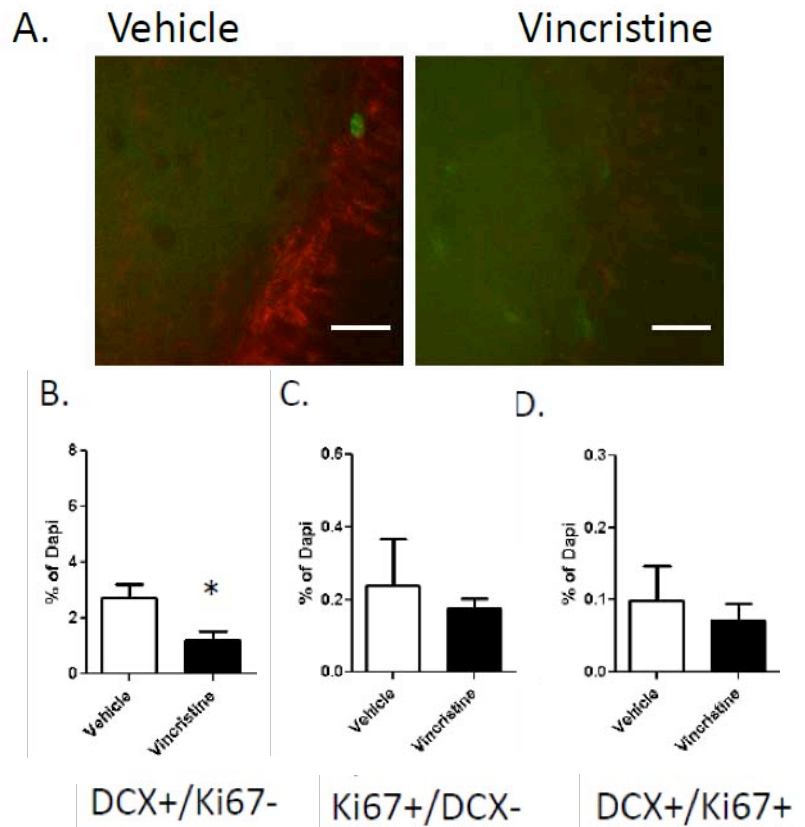 A. Vehicle Vincristine
B. C. D.
8
6
4
2
0
% of Dapi
Vehicle
Vincristine
*
DCX+/Ki67-
0.6
0.4
0.2
0.0
% of Dapi
Vehicle
Vincristine
Ki67+/DCX-
0.3
0.2
0.1
0.0
% of Dapi
Vehicle
Vincristine
DCX+/Ki67+